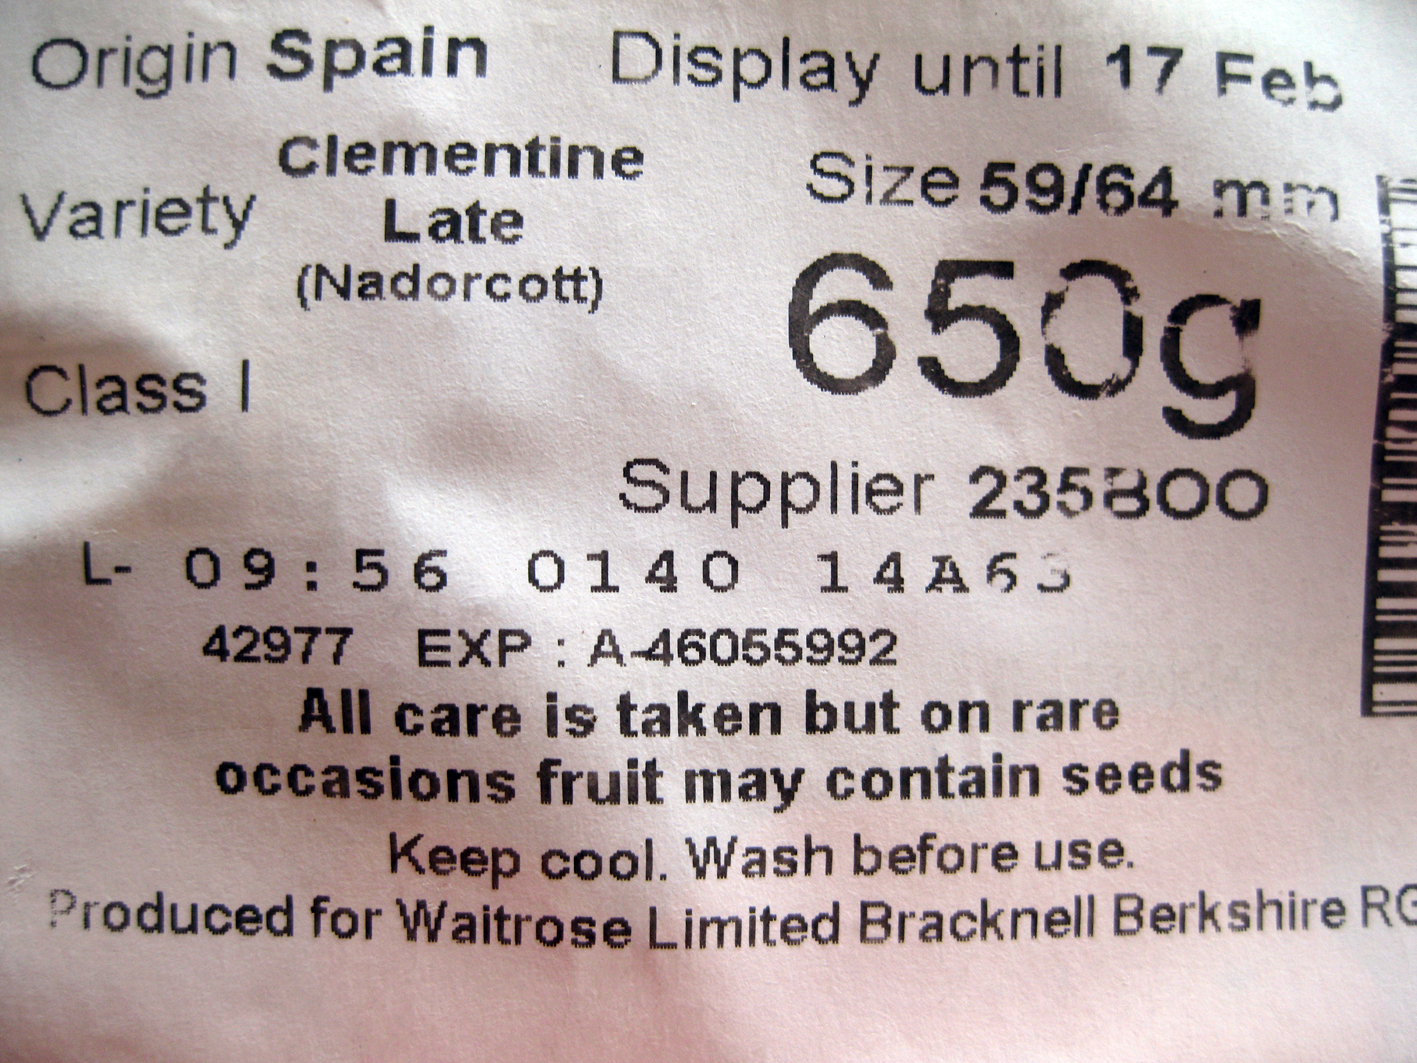 Origin Spain Display until 17 Feb
Clementine
Variety Late
(Nadorcott)
Size 59/64 mm
650g
Class I
Supplier 235800
L- 09:56 0140 14A63
42977 EXP : A-46055992
All care is taken but on rare
occasions fruit may contain seeds
Keep cool. Wash before use.
Produced for Waitrose Limited Bracknell Berkshire RG